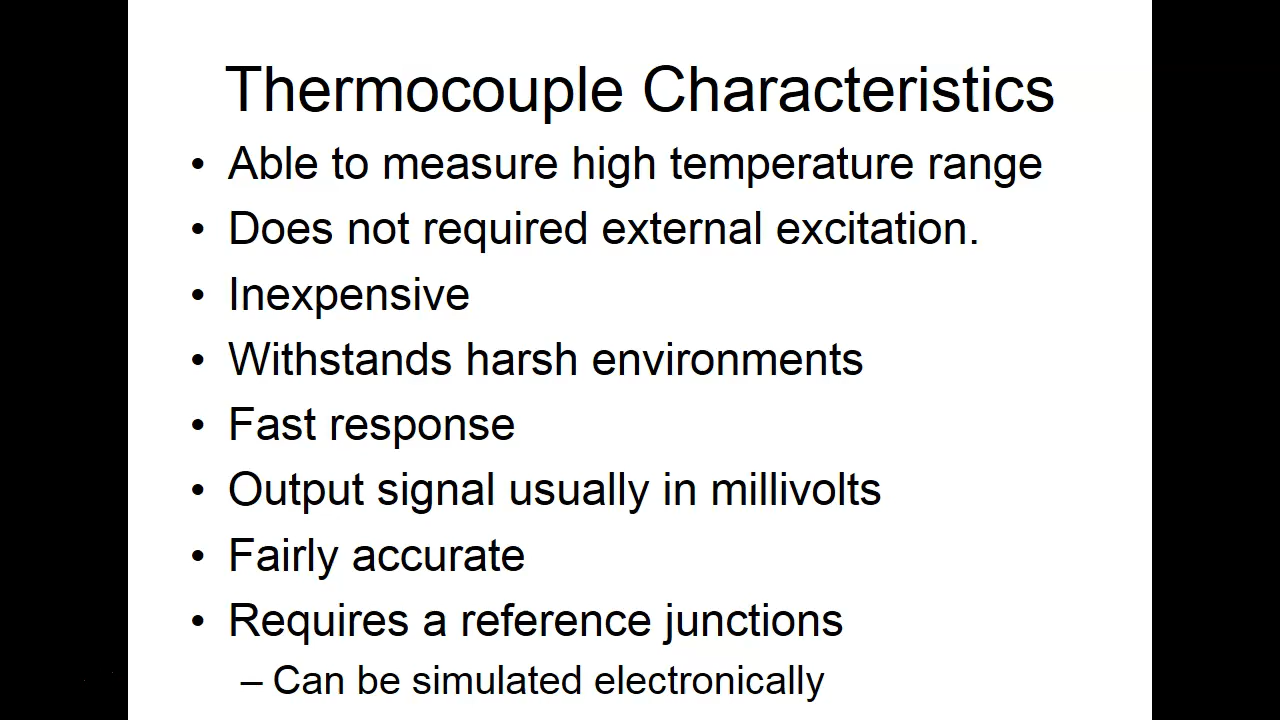 Thermocouple Characteristics
• Able to measure high temperature range
• Does not required external excitation.
• Inexpensive
• Withstands harsh environments
• Fast response
• Output signal usually in millivolts
• Fairly accurate
• Requires a reference junctions
– Can be simulated electronically